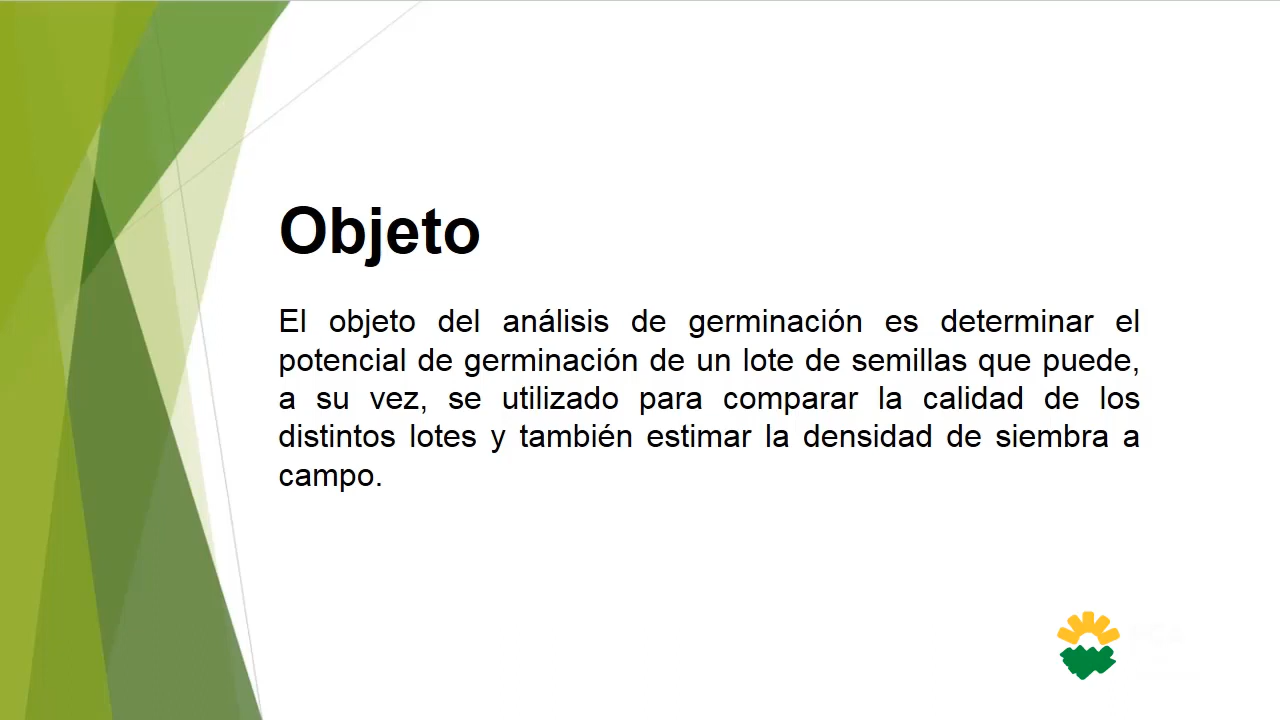 Objeto
El objeto del análisis de germinación es determinar el
potencial de germinación de un lote de semillas que puede,
a su vez, se utilizado para comparar la calidad de los
distintos lotes y también estimar la densidad de siembra a
campo.